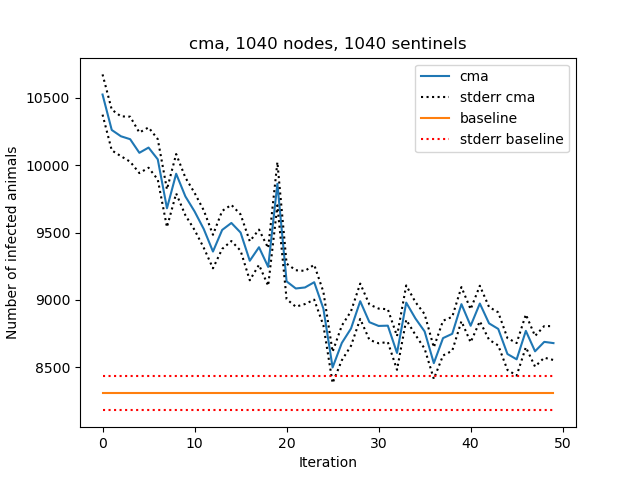 cma, 1040 nodes, 1040 sentinels
Number of infected animals
10500
10000
9500
9000
8500
cma
stderr cma
baseline
stderr baseline
0
10
20
30
40
50
Iteration